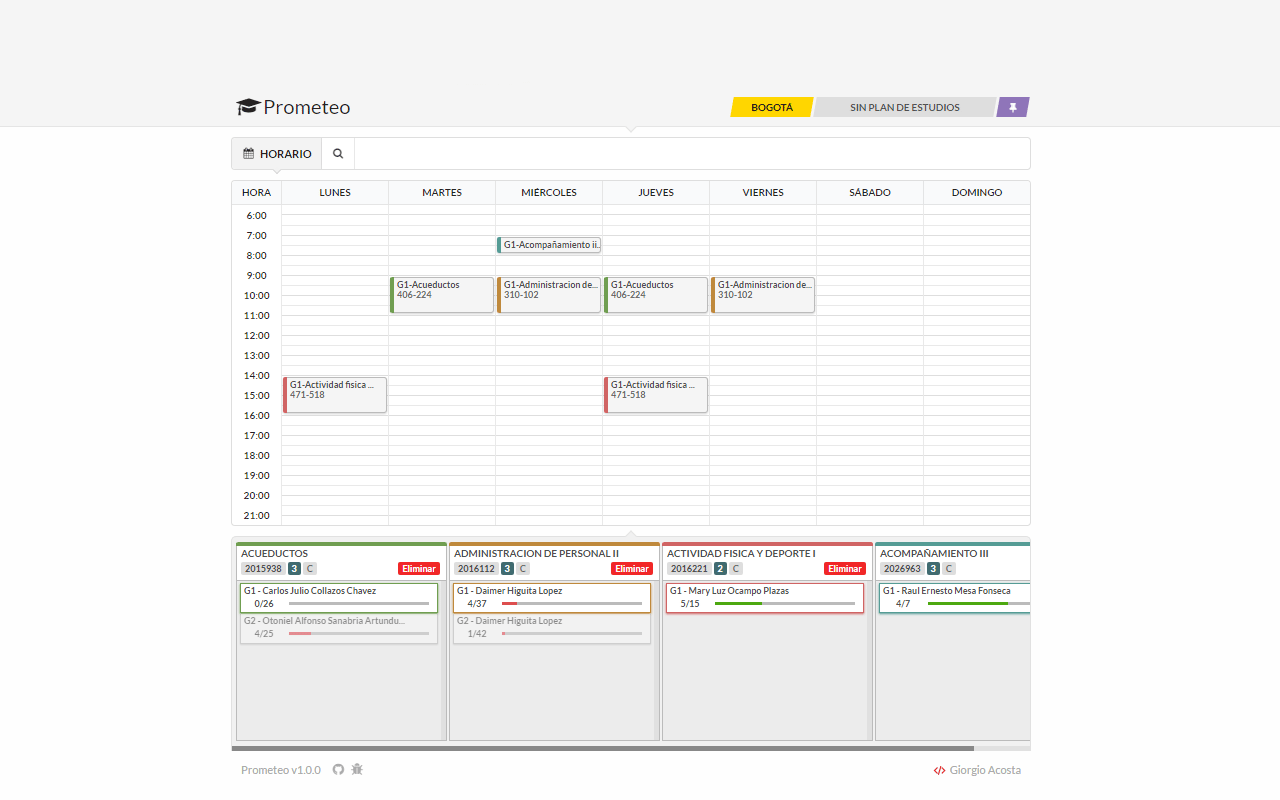 Prometeo
BOGOTÁ
SIN PLAN DE ESTUDIOS
HORARIO
HORA LUNES MARTES MIÉRCOLES JUEVES VIERNES SÁBADO DOMINGO
6:00
7:00
G1-Acompañamiento ii...
8:00
9:00
G1-Acueductos
406-224
G1-Administracion de...
310-102
G1-Acueductos
406-224
G1-Administracion de...
310-102
10:00
11:00
12:00
13:00
14:00
G1-Actividad fisica ...
471-518
G1-Actividad fisica ...
471-518
15:00
16:00
17:00
18:00
19:00
20:00
21:00
ACUEDUCTOS
2015938 3 C Eliminar
G1 - Carlos Julio Collazos Chavez
0/26
G2 - Otoniel Alfonso Sanabria Artundu...
4/25
ADMINISTRACION DE PERSONAL II
2016112 3 C Eliminar
G1 - Daimer Higuita Lopez
4/37
G2 - Daimer Higuita Lopez
1/42
ACTIVIDAD FISICA Y DEPORTE I
2016221 2 C Eliminar
G1 - Mary Luz Ocampo Plazas
5/15
ACOMPAÑAMIENTO III
2026963 3 C
G1 - Raul Ernesto Mesa Fonseca
4/7
Prometeo v1.0.0
Giorgio Acosta